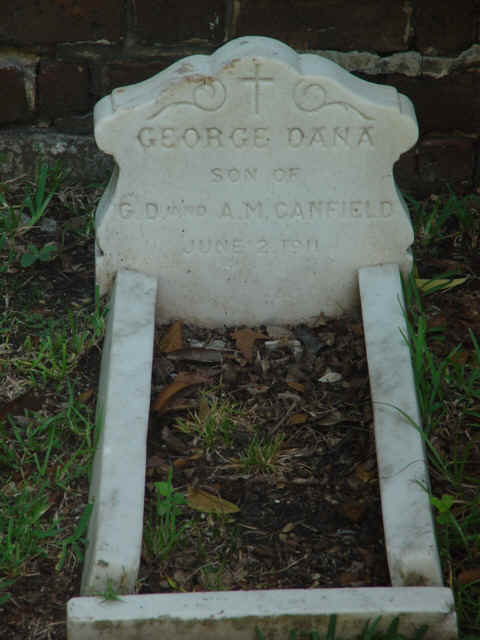 GEORGE DANA
SON OF
G.D. AND A.M. CANFIELD
JUNE 2, 1911